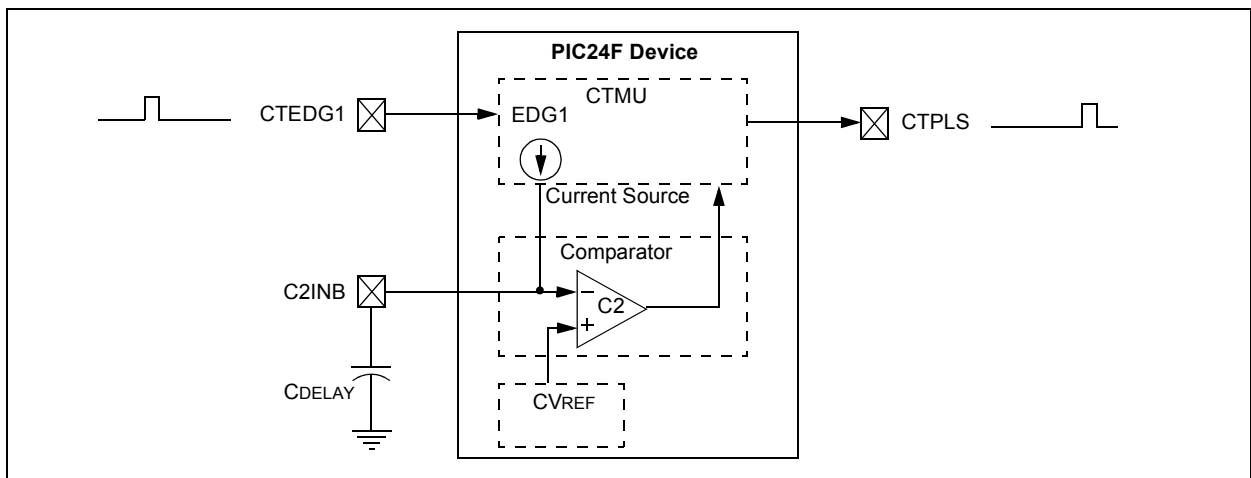 PIC24F Device
CTMU
CTEDG1
EDG1
CTPLS
Current Source
Comparator
C2INB
−
C2
+
CDELAY
CVREF